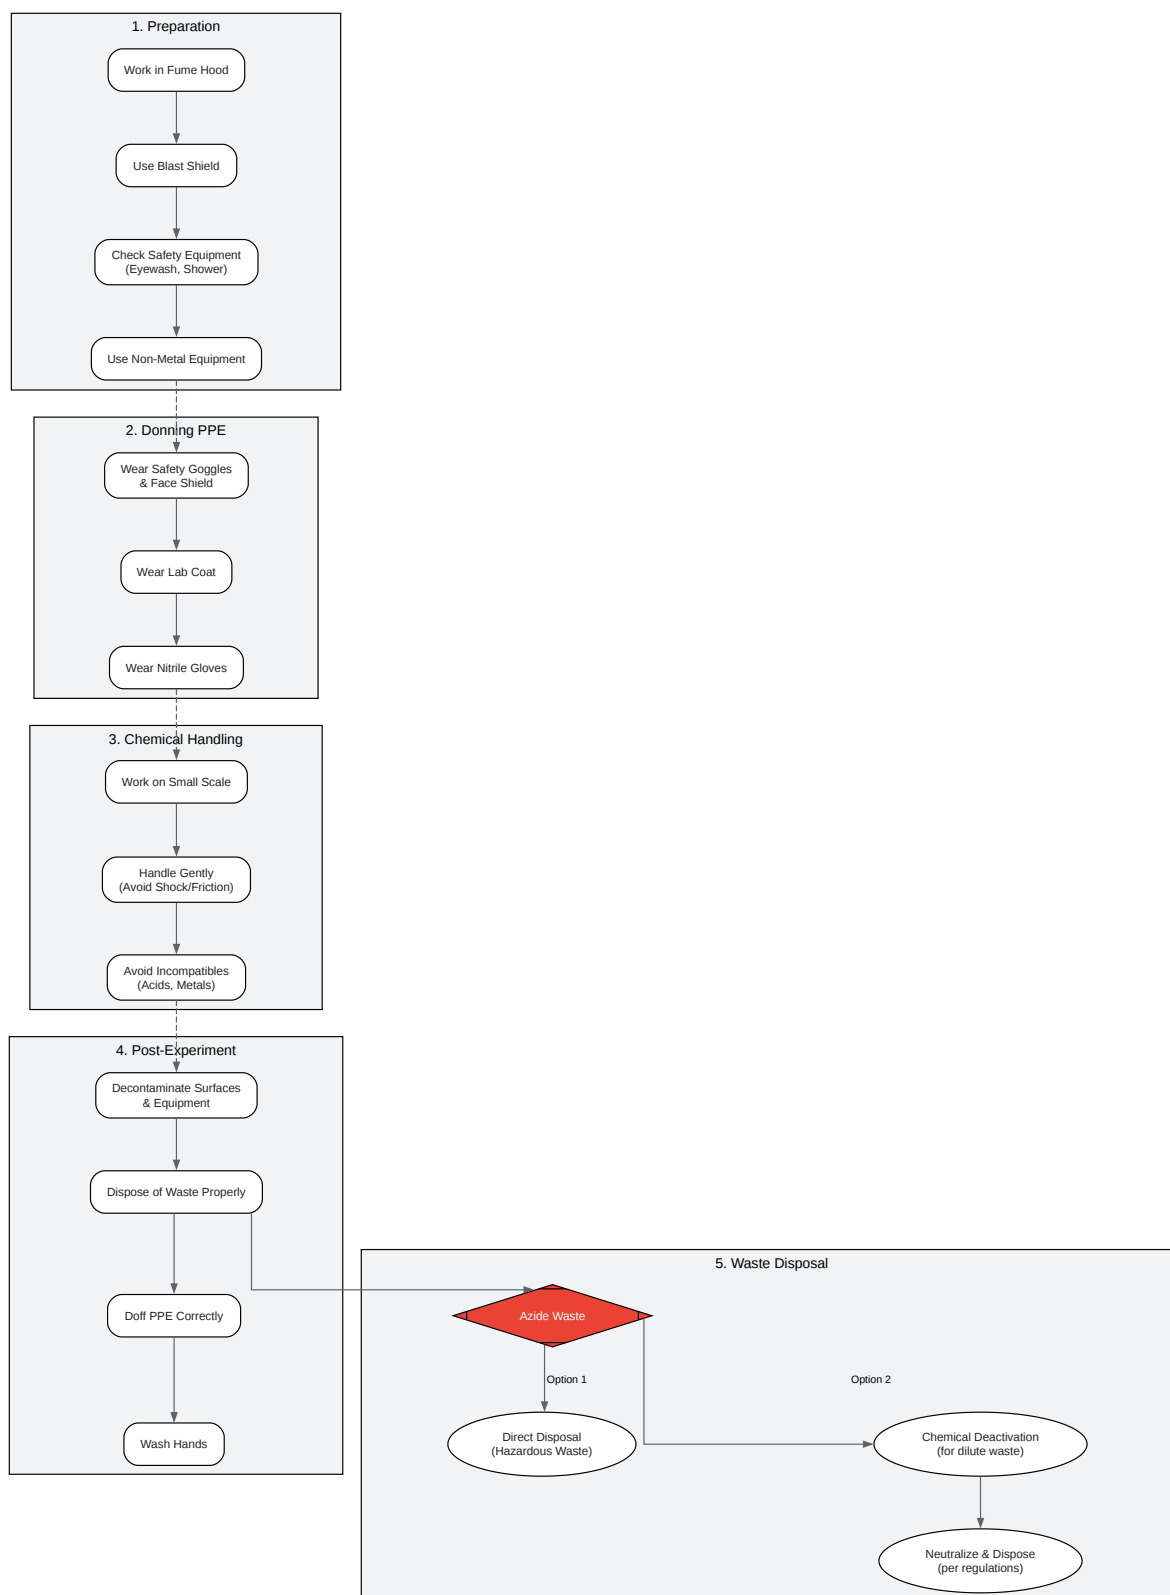 1. Preparation
Work in Fume Hood
Use Blast Shield
Check Safety Equipment
(Eyewash, Shower)
Use Non-Metal Equipment
2. Donning PPE
Wear Safety Goggles
& Face Shield
Wear Lab Coat
Wear Nitrile Gloves
3. Chemical Handling
Work on Small Scale
Handle Gently
(Avoid Shock/Friction)
Avoid Incompatibles
(Acids, Metals)
4. Post-Experiment
Decontaminate Surfaces
& Equipment
Dispose of Waste Properly
Doff PPE Correctly
Wash Hands
5. Waste Disposal
Azide Waste
Option 1
Option 2
Direct Disposal
(Hazardous Waste)
Chemical Deactivation
(for dilute waste)
Neutralize & Dispose
(per regulations)